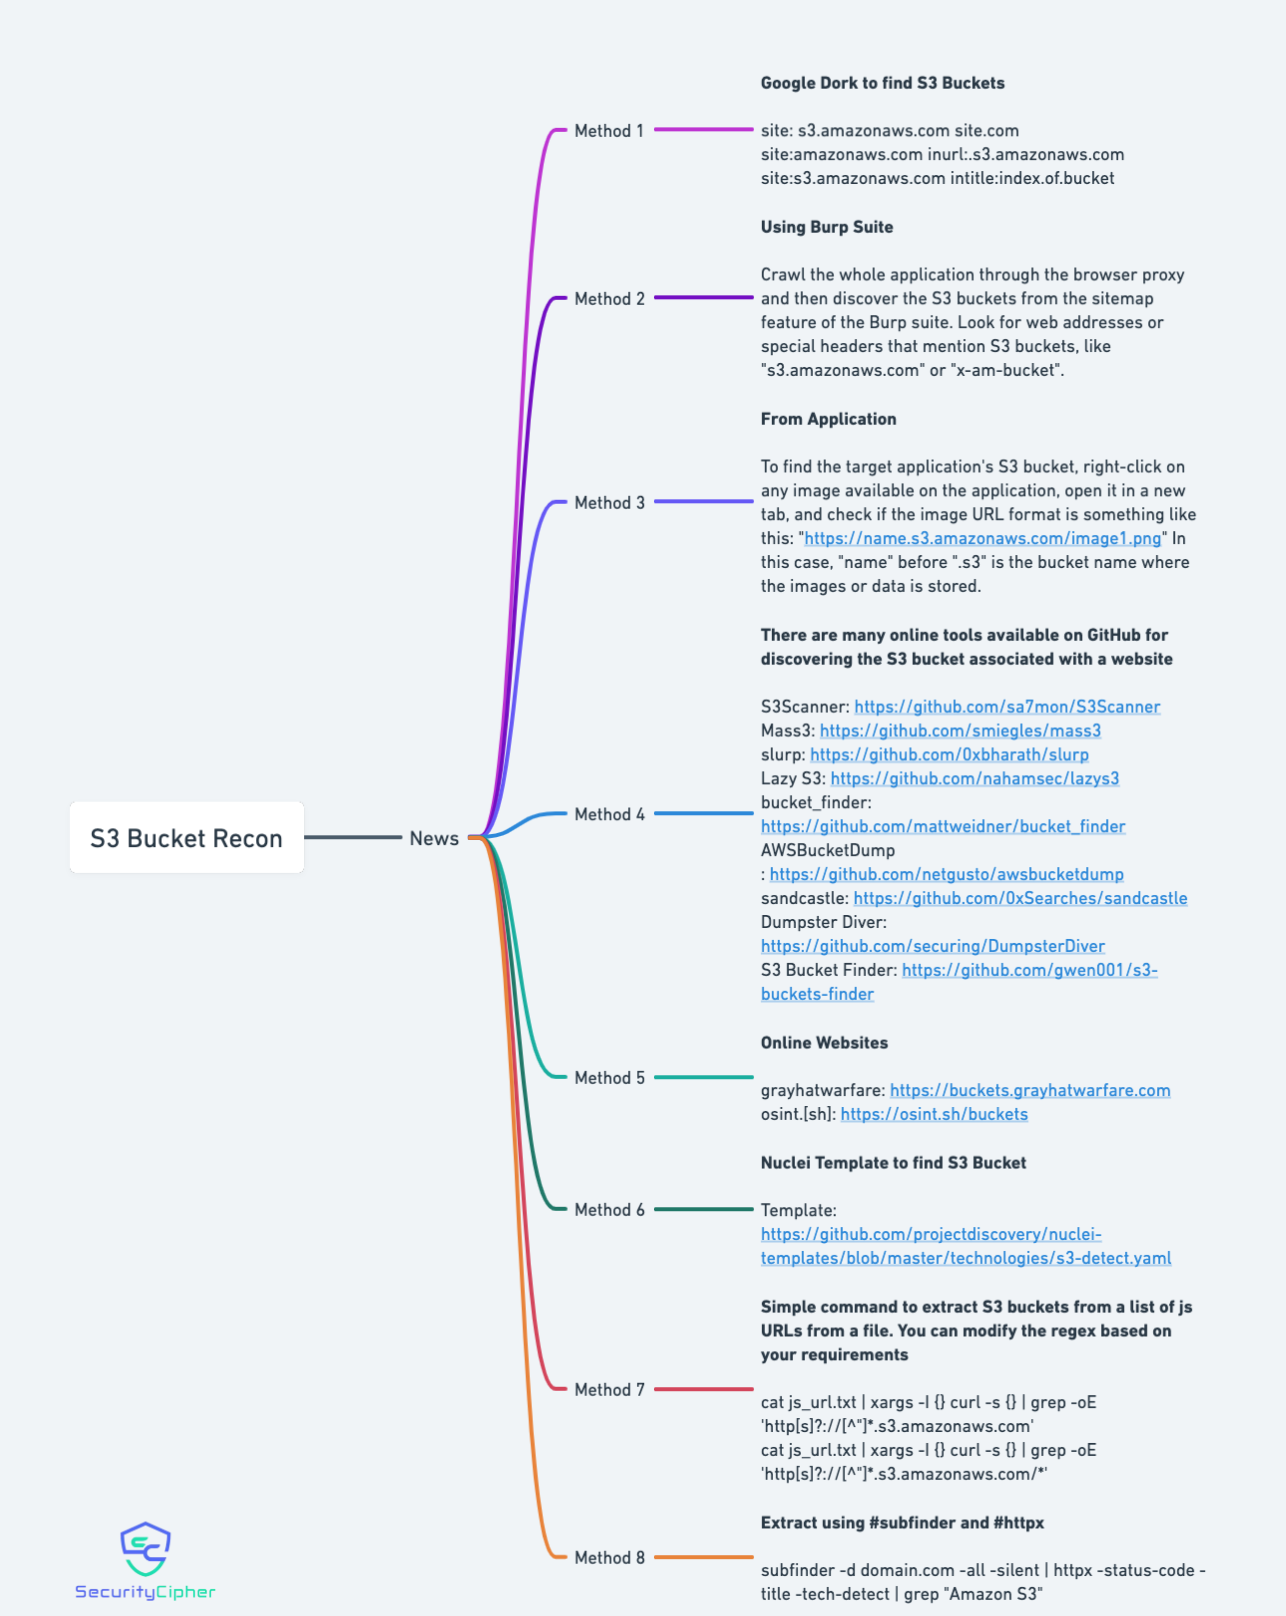 S3 Bucket Recon
News
Method 1
Google Dork to find S3 Buckets
site: s3.amazonaws.com site.com
site:amazonaws.com inurl:.s3.amazonaws.com
site:s3.amazonaws.com intitle:index.of.bucket
Method 2
Using Burp Suite
Crawl the whole application through the browser proxy
and then discover the S3 buckets from the sitemap
feature of the Burp suite. Look for web addresses or
special headers that mention S3 buckets, like
"s3.amazonaws.com" or "x-am-bucket".
Method 3
From Application
To find the target application's S3 bucket, right-click on
any image available on the application, open it in a new
tab, and check if the image URL format is something like
this: "https://name.s3.amazonaws.com/image1.png" In
this case, "name" before ".s3" is the bucket name where
the images or data is stored.
Method 4
There are many online tools available on GitHub for
discovering the S3 bucket associated with a website
S3Scanner: https://github.com/sa7mon/S3Scanner
Mass3: https://github.com/smiegles/mass3
slurp: https://github.com/0xbharath/slurp
Lazy S3: https://github.com/nahamsec/lazys3
bucket_finder:
https://github.com/mattweidner/bucket_finder
AWSBucketDump
: https://github.com/netgusto/awsbucketdump
sandcastle: https://github.com/0xSearches/sandcastle
Dumpster Diver:
https://github.com/securing/DumpsterDiver
S3 Bucket Finder: https://github.com/gwen001/s3-
buckets-finder
Method 5
Online Websites
grayhatwarfare: https://buckets.grayhatwarfare.com
osint.[sh]: https://osint.sh/buckets
Method 6
Nuclei Template to find S3 Bucket
Template:
https://github.com/projectdiscovery/nuclei-
templates/blob/master/technologies/s3-detect.yaml
Method 7
Simple command to extract S3 buckets from a list of js
URLs from a file. You can modify the regex based on
your requirements
cat js_url.txt | xargs -I {} curl -s {} | grep -oE
'http[s]?://[^"]*.s3.amazonaws.com'
cat js_url.txt | xargs -I {} curl -s {} | grep -oE
'http[s]?://[^"]*.s3.amazonaws.com/*'
Method 8
Extract using #subfinder and #httpx
subfinder -d domain.com -all -silent | httpx -status-code -
title -tech-detect | grep "Amazon S3"
SecurityCipher